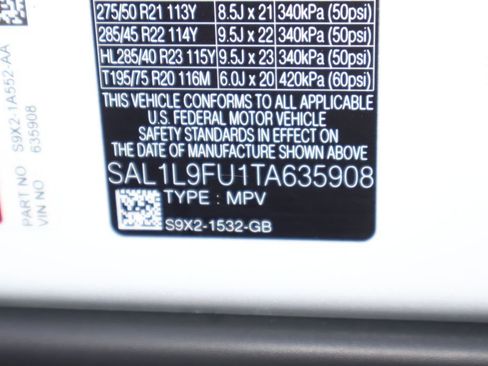 275/50 R21 113Y 8.5J x 21 340kPa (50psi)
285/45 R22 114Y 9.5J x 22 340kPa (50psi)
HL285/40 R23 115Y 9.5J x 23 340kPa (50psi)
T195/75 R20 116M 6.0J x 20 420kPa (60psi)
THIS VEHICLE CONFORMS TO ALL APPLICABLE
U.S. FEDERAL MOTOR VEHICLE
SAFETY STANDARDS IN EFFECT ON
THE DATE OF MANUFACTURE SHOWN ABOVE
SAL1L9FU1TA635908
TYPE : MPV
S9X2-1532-GB
PART NO S9X2-1A552-AA
VIN NO 635908